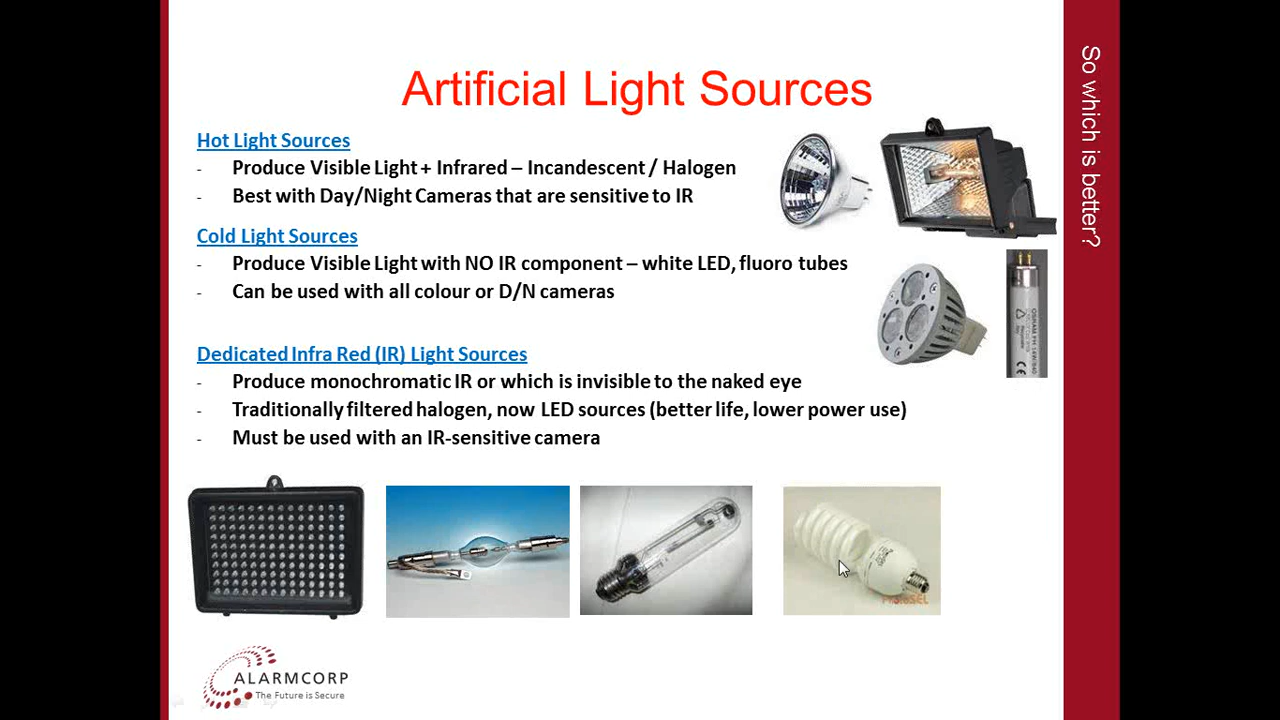 Artificial Light Sources
So which is better?
Hot Light Sources
- Produce Visible Light + Infrared – Incandescent / Halogen
- Best with Day/Night Cameras that are sensitive to IR
Cold Light Sources
- Produce Visible Light with NO IR component – white LED, fluoro tubes
- Can be used with all colour or D/N cameras
Dedicated Infra Red (IR) Light Sources
- Produce monochromatic IR or which is invisible to the naked eye
- Traditionally filtered halogen, now LED sources (better life, lower power use)
- Must be used with an IR-sensitive camera
ALARMCORP
The Future is Secure